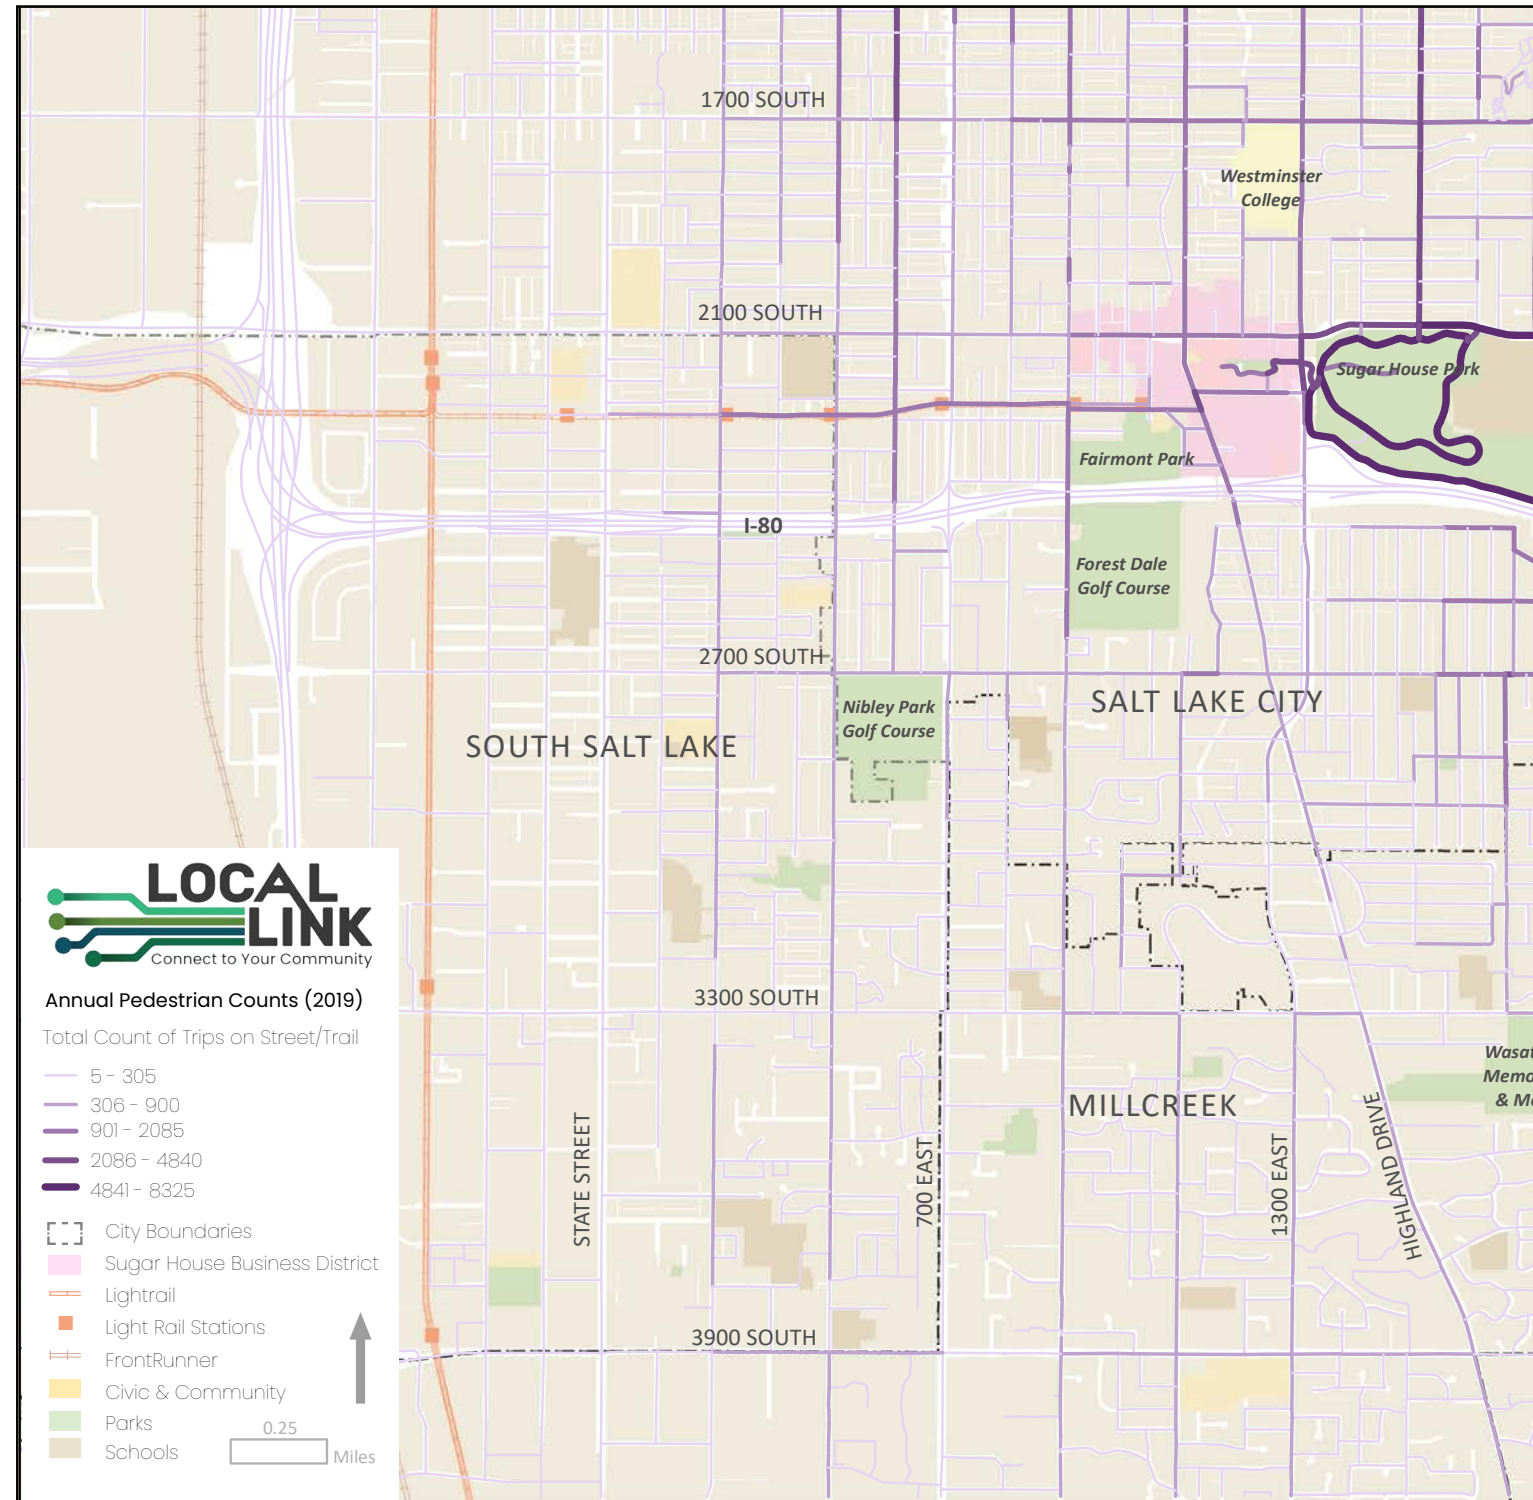 1700 SOUTH
Westminster
College
2100 SOUTH
Sugar House Park
Fairmont Park
I-80
Forest Dale
Golf Course
2700 SOUTH
SALT LAKE CITY
Nibley Park
Golf Course
SOUTH SALT LAKE
3300 SOUTH
Wasat
Memo
& M
MILLCREEK
STATE STREET
700 EAST
1300 EAST
HIGHLAND DRIVE
3900 SOUTH
LOCAL
LINK
Connect to Your Community
Annual Pedestrian Counts (2019)
Total Count of Trips on Street/Trail
5 - 305
306 - 900
901 - 2085
2086 - 4840
4841 - 8325
City Boundaries
Sugar House Business District
Lightrail
Light Rail Stations
FrontRunner
Civic & Community
Parks
Schools
0.25
Miles